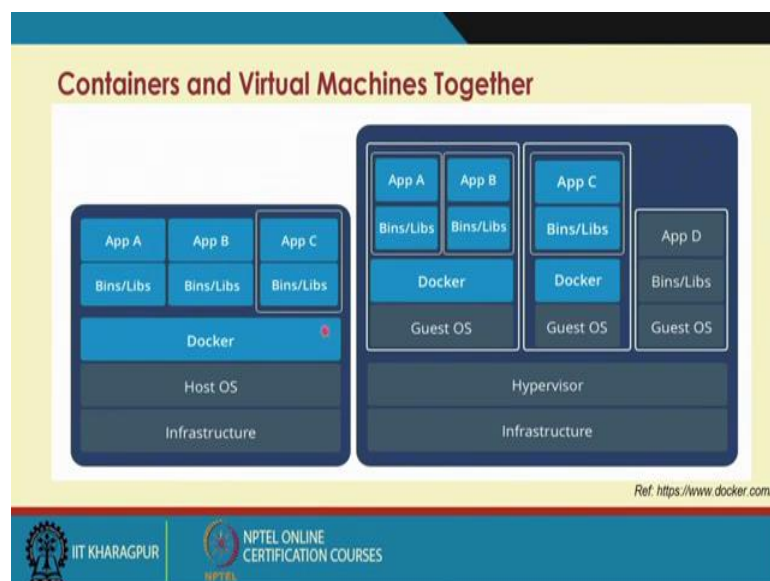 Containers and Virtual Machines Together
App A App B App C
Bins/Libs Bins/Libs Bins/Libs
Docker
Host OS
Infrastructure
App A App B App C
Bins/Libs Bins/Libs Bins/Libs
Docker Docker
Guest OS Guest OS
App D
Bins/Libs
Guest OS
Hypervisor
Infrastructure
Ref: https://www.docker.com/
IIT KHARAGPUR
NPTEL ONLINE
CERTIFICATION COURSES
NPTEL